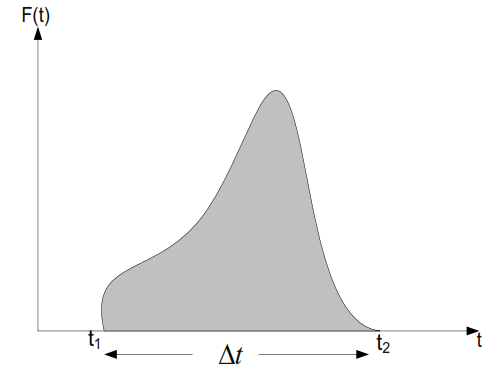 F(t)
t₁
t₂
t
Δt